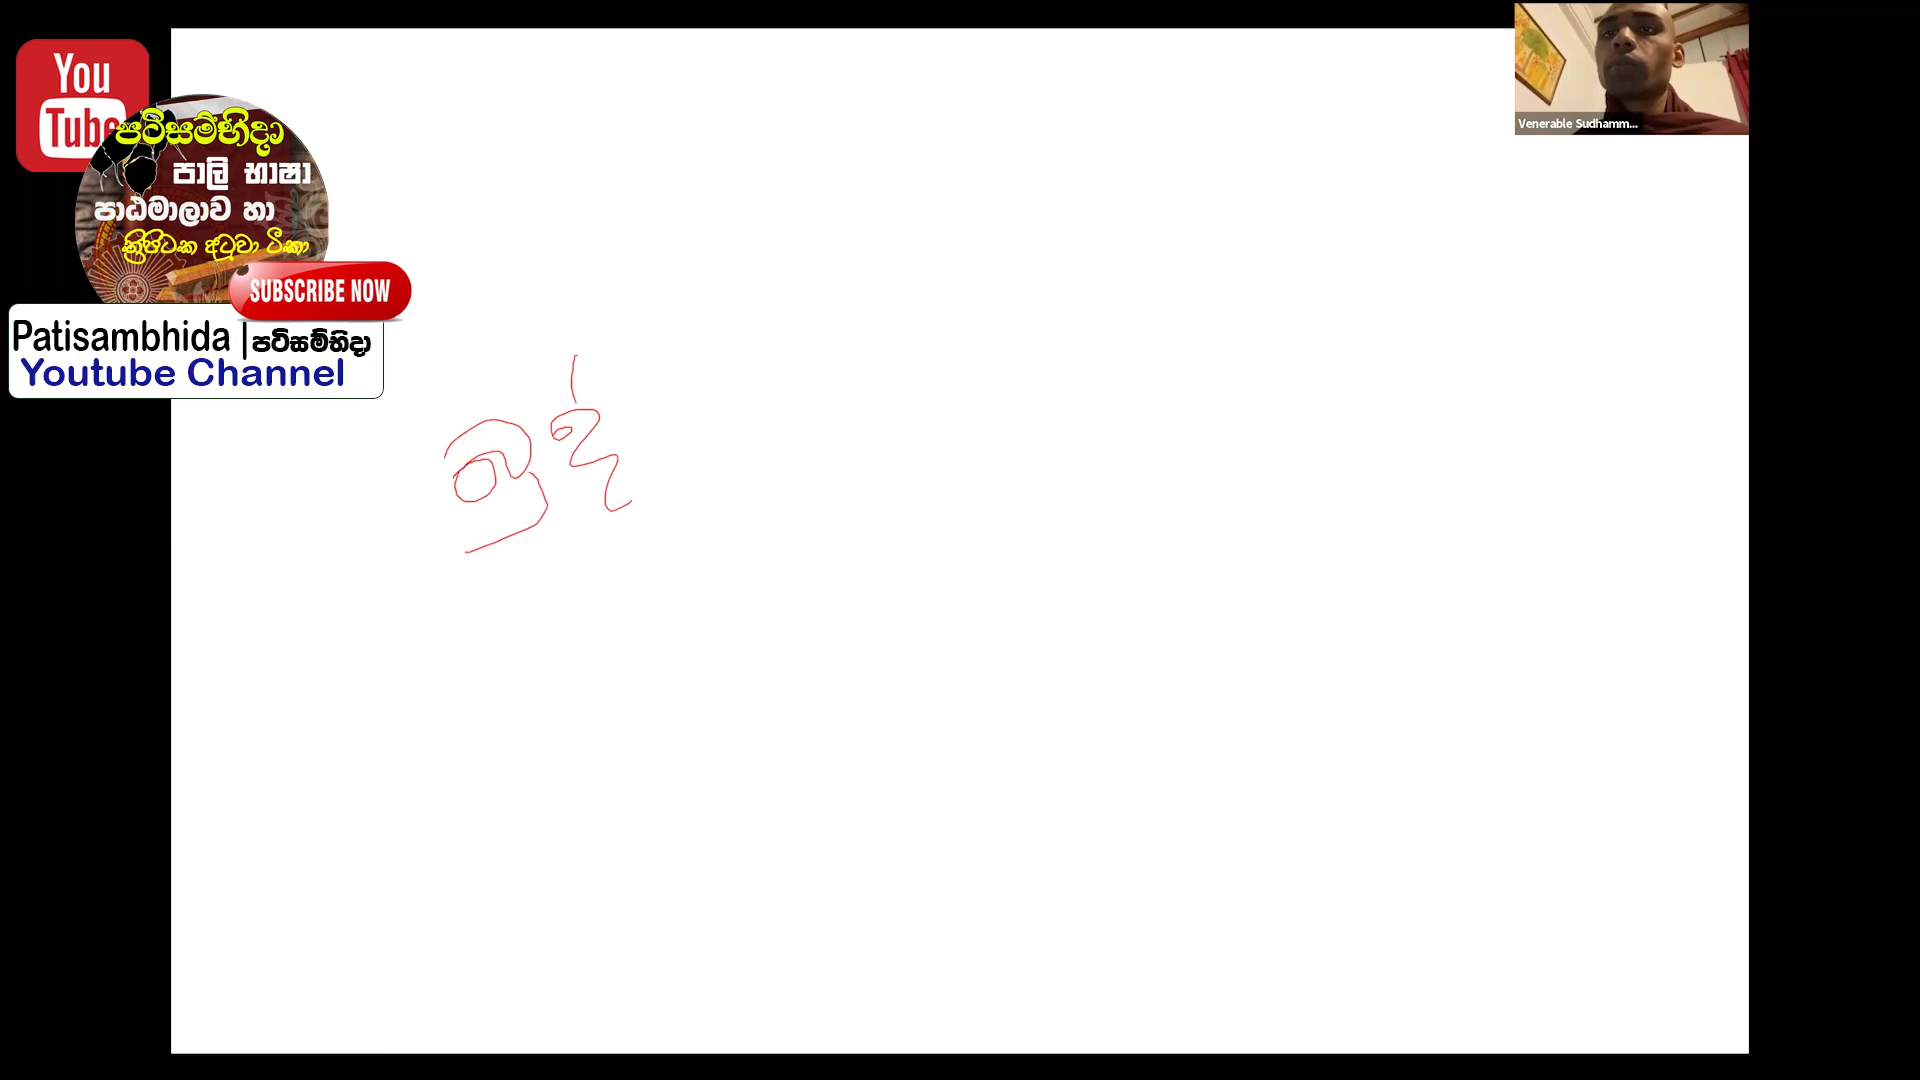 You
Tube
පටිසම්භිදා
පාලි භාෂා
පාඨමාලාව හා
ත්‍රිපිටක අටුවා ටීකා
SUBSCRIBE NOW
Patisambhida | පටිසම්භිදා
Youtube Channel
Venerable Sudhamm...